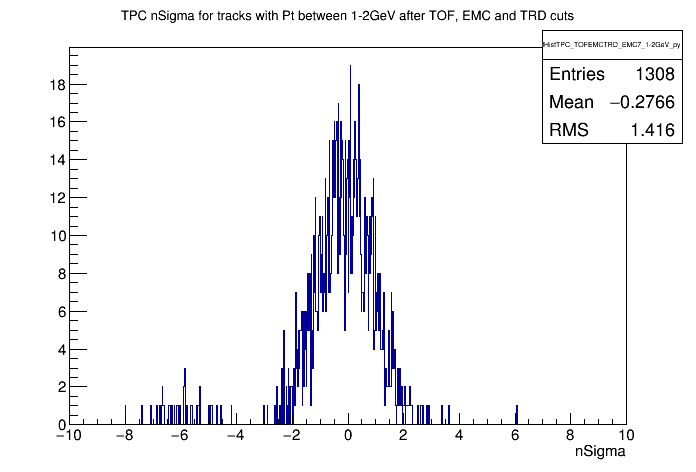 TPC nSigma for tracks with Pt between 1-2GeV after TOF, EMC and TRD cuts
HistTPC_TOFEMCTRD_EMC7_1-2GeV_py
Entries 1308
Mean −0.2766
RMS 1.416
18
16
14
12
10
8
6
4
2
0
−10 −8 −6 −4 −2 0 2 4 6 8 10
nSigma